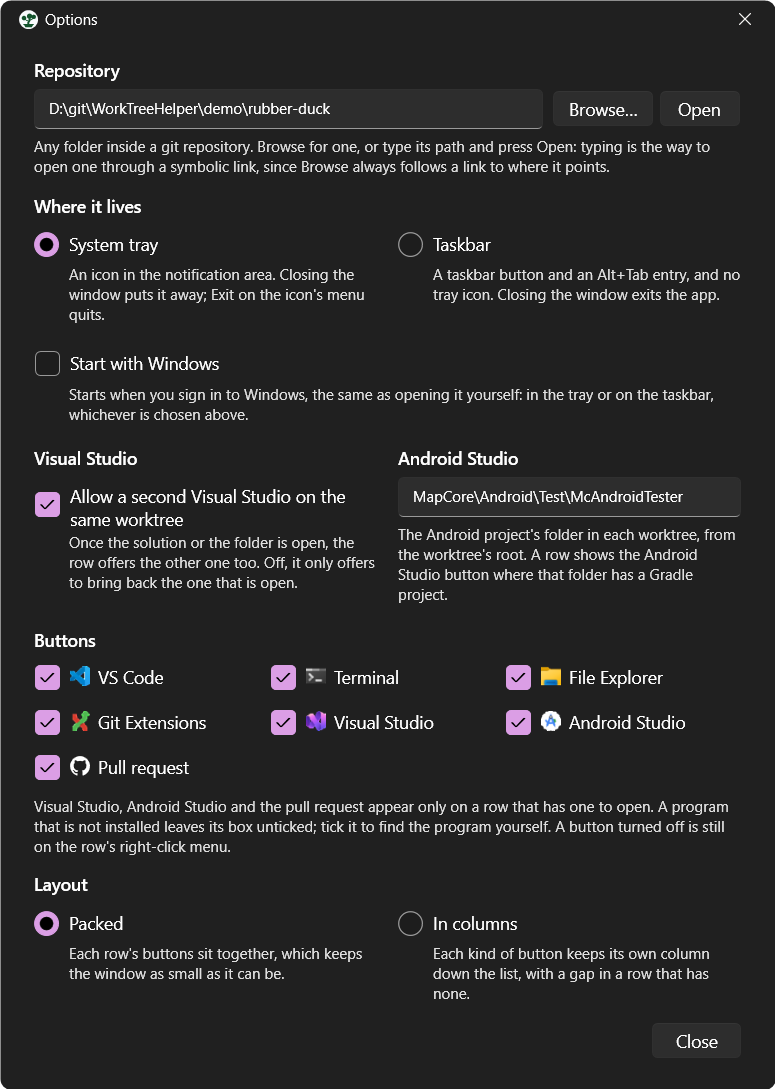 Options
Repository
D:\git\WorkTreeHelper\demo\rubber-duck
Browse...
Open
Any folder inside a git repository. Browse for one, or type its path and press Open: typing is the way to
open one through a symbolic link, since Browse always follows a link to where it points.
Where it lives
System tray
An icon in the notification area. Closing the
window puts it away; Exit on the icon's menu
quits.
Taskbar
A taskbar button and an Alt+Tab entry, and no
tray icon. Closing the window exits the app.
Start with Windows
Starts when you sign in to Windows, the same as opening it yourself: in the tray or on the taskbar,
whichever is chosen above.
Visual Studio
Allow a second Visual Studio on the
same worktree
Once the solution or the folder is open, the
row offers the other one too. Off, it only offers
to bring back the one that is open.
Android Studio
MapCore\Android\Test\McAndroidTester
The Android project's folder in each worktree, from
the worktree's root. A row shows the Android
Studio button where that folder has a Gradle
project.
Buttons
VS Code
Terminal
File Explorer
Git Extensions
Visual Studio
Android Studio
Pull request
Visual Studio, Android Studio and the pull request appear only on a row that has one to open. A program
that is not installed leaves its box unticked; tick it to find the program yourself. A button turned off is still
on the row's right-click menu.
Layout
Packed
Each row's buttons sit together, which keeps
the window as small as it can be.
In columns
Each kind of button keeps its own column
down the list, with a gap in a row that has
none.
Close